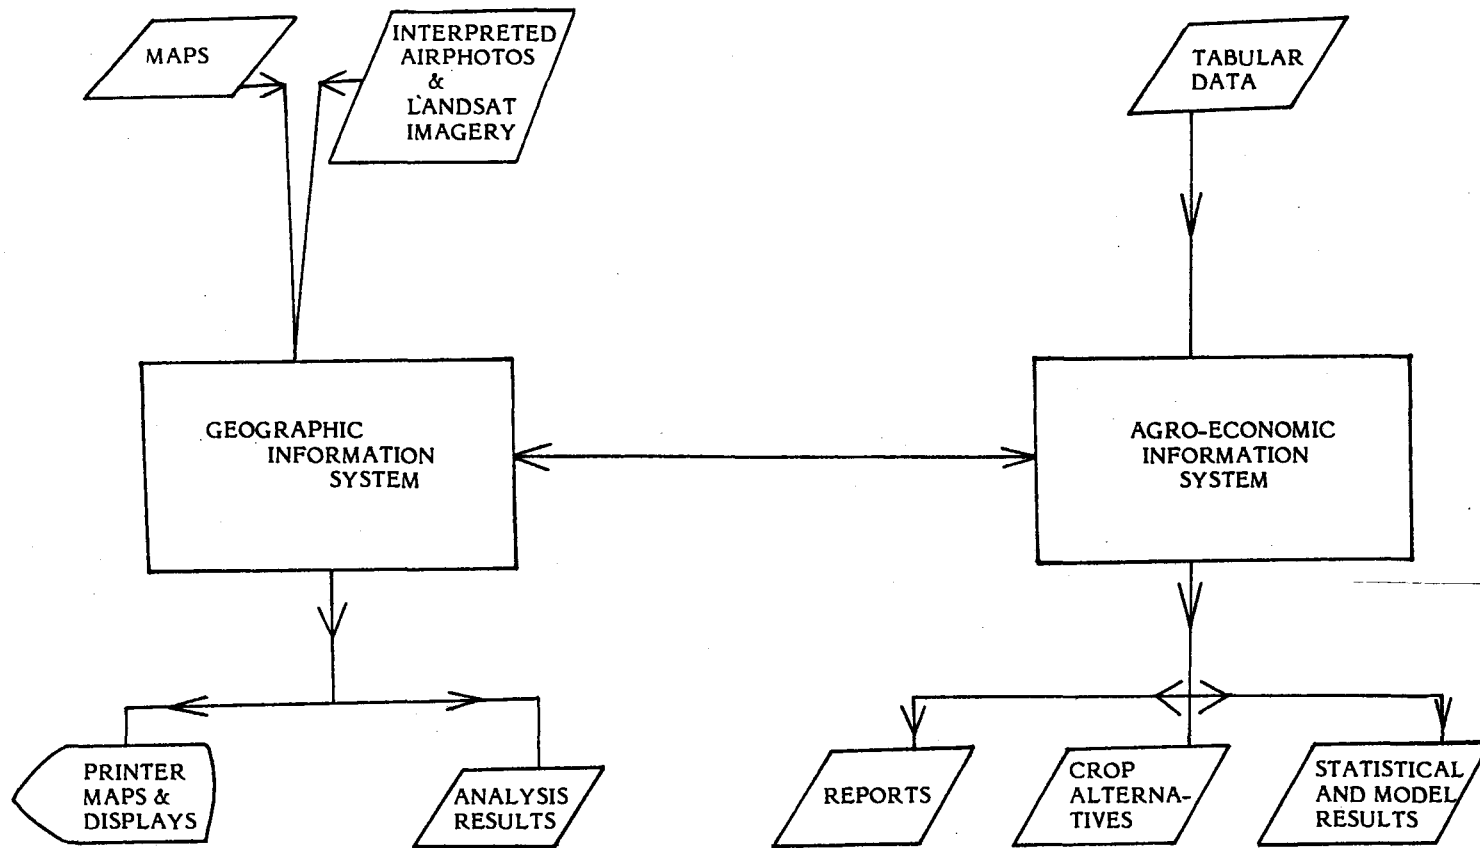 MAPS
INTERPRETED
AIRPHOTOS
&
LANDSAT
IMAGERY
TABULAR
DATA
GEOGRAPHIC
INFORMATION
SYSTEM
AGRO-ECONOMIC
INFORMATION
SYSTEM
PRINTER
MAPS &
DISPLAYS
ANALYSIS
RESULTS
REPORTS
CROP
ALTERNA-
TIVES
STATISTICAL
AND MODEL
RESULTS